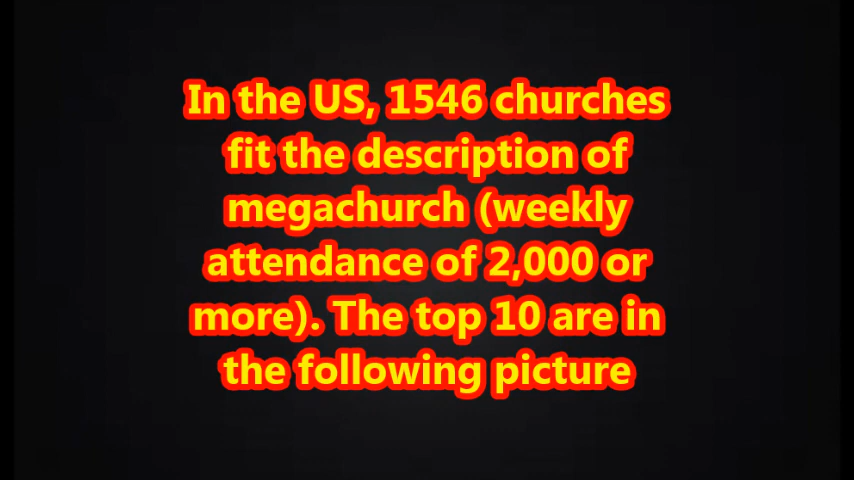 In the US, 1546 churches
fit the description of
megachurch (weekly
attendance of 2,000 or
more). The top 10 are in
the following picture